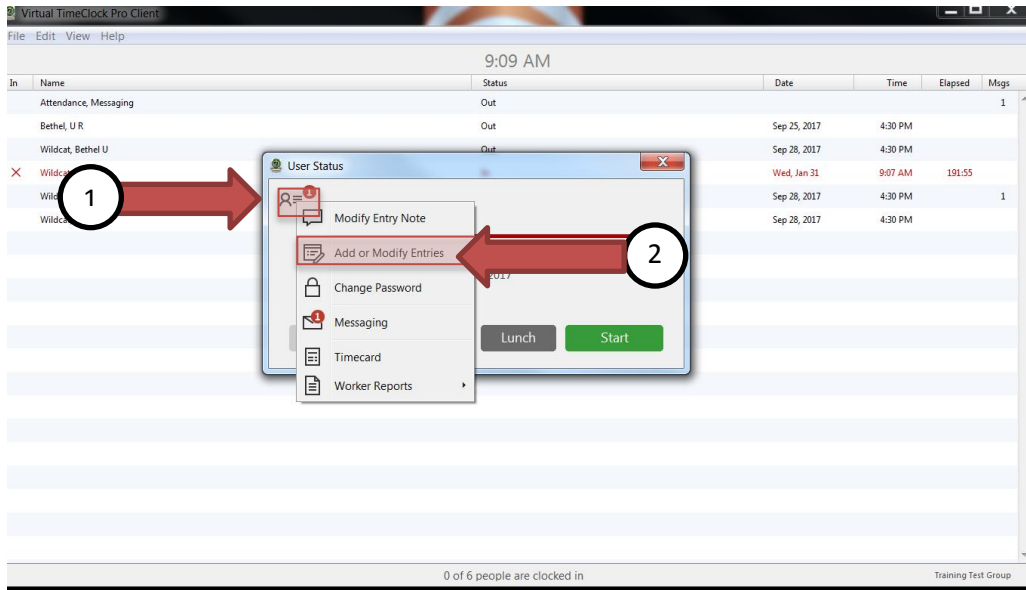 Virtual TimeClock Pro Client
File Edit View Help
9:09 AM
In Name Status Date Time Elapsed Msgs
Attendance, Messaging Out 1
Bethel, U R Out Sep 25, 2017 4:30 PM
Wildcat, Bethel U Out Sep 28, 2017 4:30 PM
Wed, Jan 31 9:07 AM 191:55
Sep 28, 2017 4:30 PM 1
Sep 28, 2017 4:30 PM
User Status
1
1
Modify Entry Note
Add or Modify Entries
2
2017
Change Password
1 Messaging
Lunch Start
Timecard
Worker Reports
0 of 6 people are clocked in Training Test Group